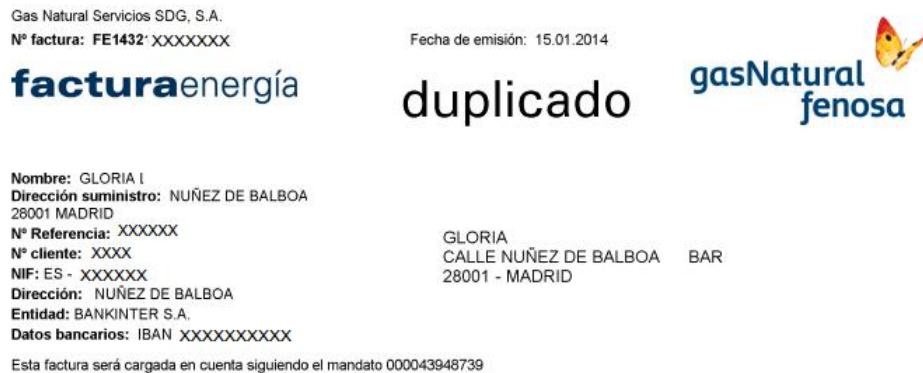 Gas Natural Servicios SDG, S.A.
Nº factura: FE1432 XXXXXXX
Fecha de emisión: 15.01.2014
facturaenergía
duplicado
gasNatural
fenosa
Nombre: GLORIA
Dirección suministro: NUÑEZ DE BALBOA
28001 MADRID
Nº Referencia: XXXXXX
Nº cliente: XXXX
NIF: ES - XXXXXX
Dirección: NUÑEZ DE BALBOA
Entidad: BANKINTER S.A.
Datos bancarios: IBAN XXXXXXXXXX
GLORIA
CALLE NUÑEZ DE BALBOA BAR
28001 - MADRID
Esta factura será cargada en cuenta siguiendo el mandato 000043948739